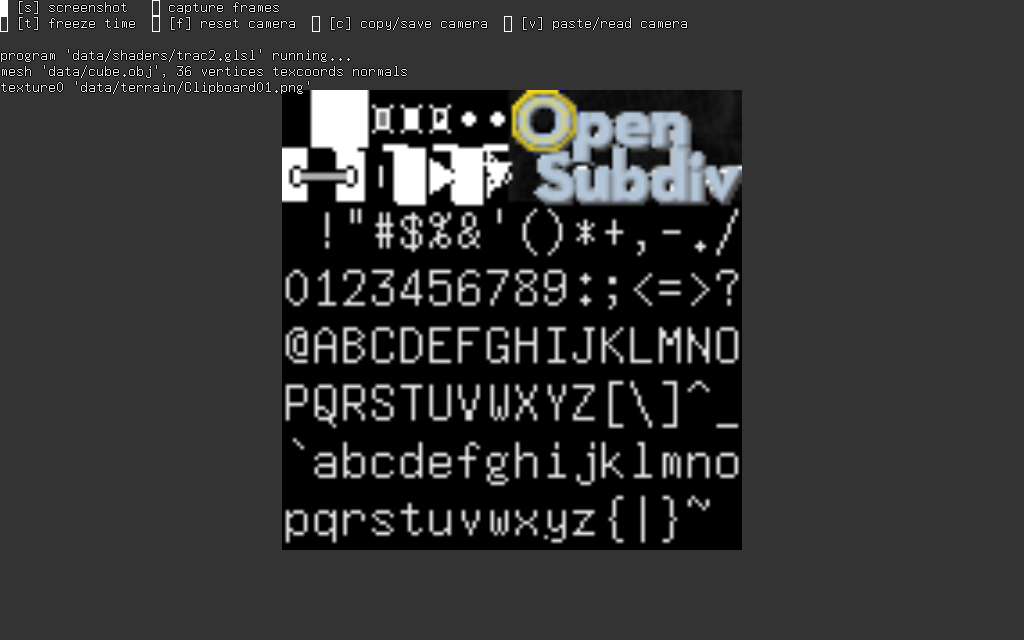 [s] screenshot capture frames
[t] freeze time [f] reset camera [c] copy/save camera [v] paste/read camera
program 'data/shaders/trac2.glsl' running...
mesh 'data/cube.obj', 36 vertices texcoords normals
texture0 'data/terrain/Clipboard01.png'
Open
Subdiv
!"#$%&'()*+,-./
0123456789:;<=>?
@ABCDEFGHIJKLMNO
PQRSTUVWXYZ[\]^_
`abcdefghijklmno
pqrstuvwxyz{|}~